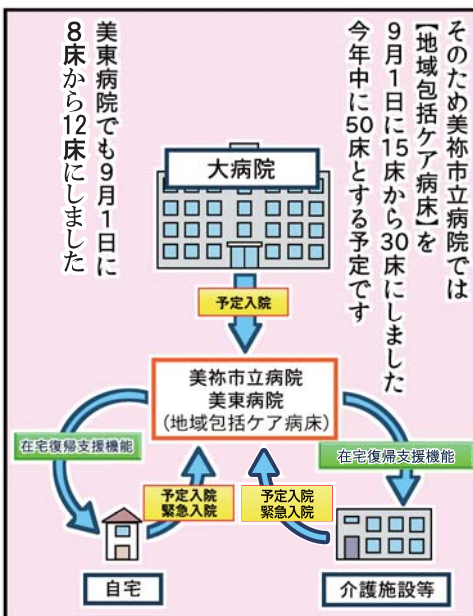 そのため美祢市立病院では
【地域包括ケア病床】を
9月1日に15床から30床にしました
今年中に50床とする予定です
美東病院でも9月1日に
8床から12床にしました
大病院
予定入院
美祢市立病院
美東病院
(地域包括ケア病床)
在宅復帰支援機能
在宅復帰支援機能
予定入院
緊急入院
予定入院
緊急入院
自宅
介護施設等